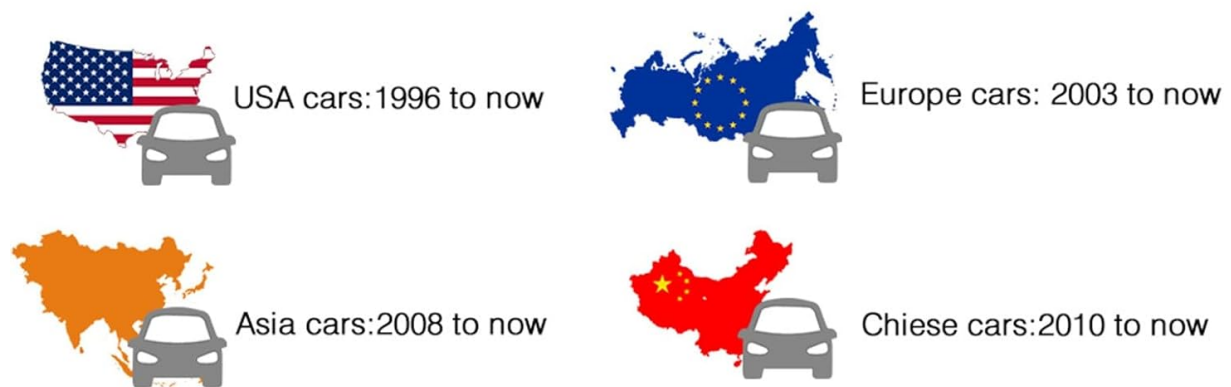 USA cars:1996 to now
Europe cars: 2003 to now
Asia cars:2008 to now
Chiese cars:2010 to now